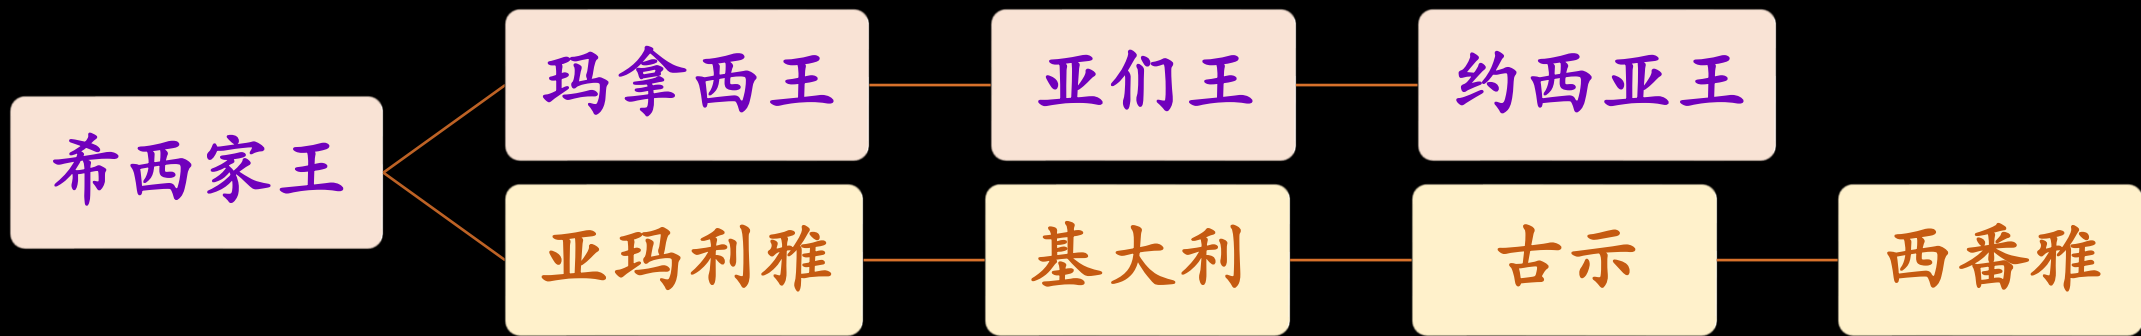 希西家王
玛拿西王
亚们王
约西亚王
亚玛利雅
基大利
古示
西番雅